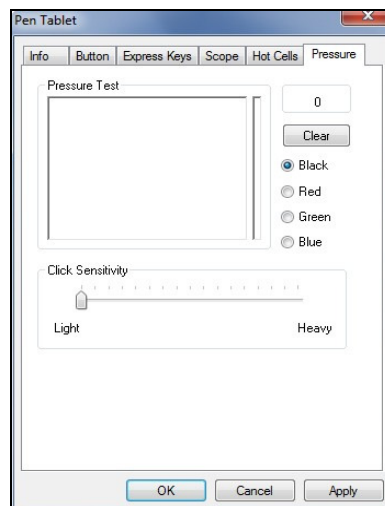 Pen Tablet
Info Button Express Keys Scope Hot Cells Pressure
Pressure Test
0
Clear
Black
Red
Green
Blue
Click Sensitivity
Light Heavy
OK Cancel Apply